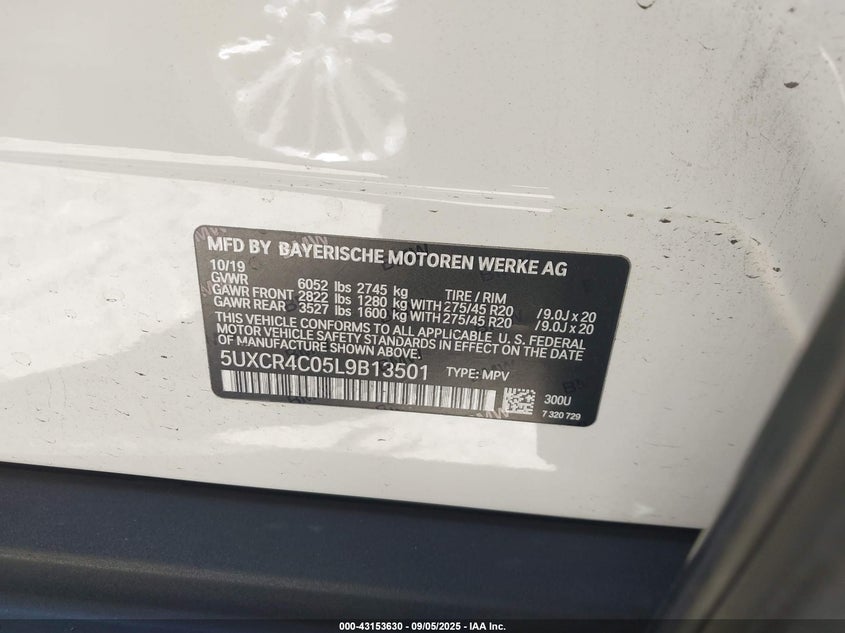 MFD BY BAYERISCHE MOTOREN WERKE AG
10/19
GVWR 6052 lbs 2745 kg TIRE / RIM
GAWR FRONT 2822 lbs 1280 kg WITH 275/45 R20 /9.0J x 20
GAWR REAR 3527 lbs 1600 kg WITH 275/45 R20 /9.0J x 20
THIS VEHICLE CONFORMS TO ALL APPLICABLE U.S. FEDERAL
MOTOR VEHICLE SAFETY STANDARDS IN EFFECT ON THE DATE
OF MANUFACTURE SHOWN ABOVE.
5UXCR4C05L9B13501 TYPE: MPV
300U
7 320 729
000-43153630 - 09/05/2025 - IAA Inc.